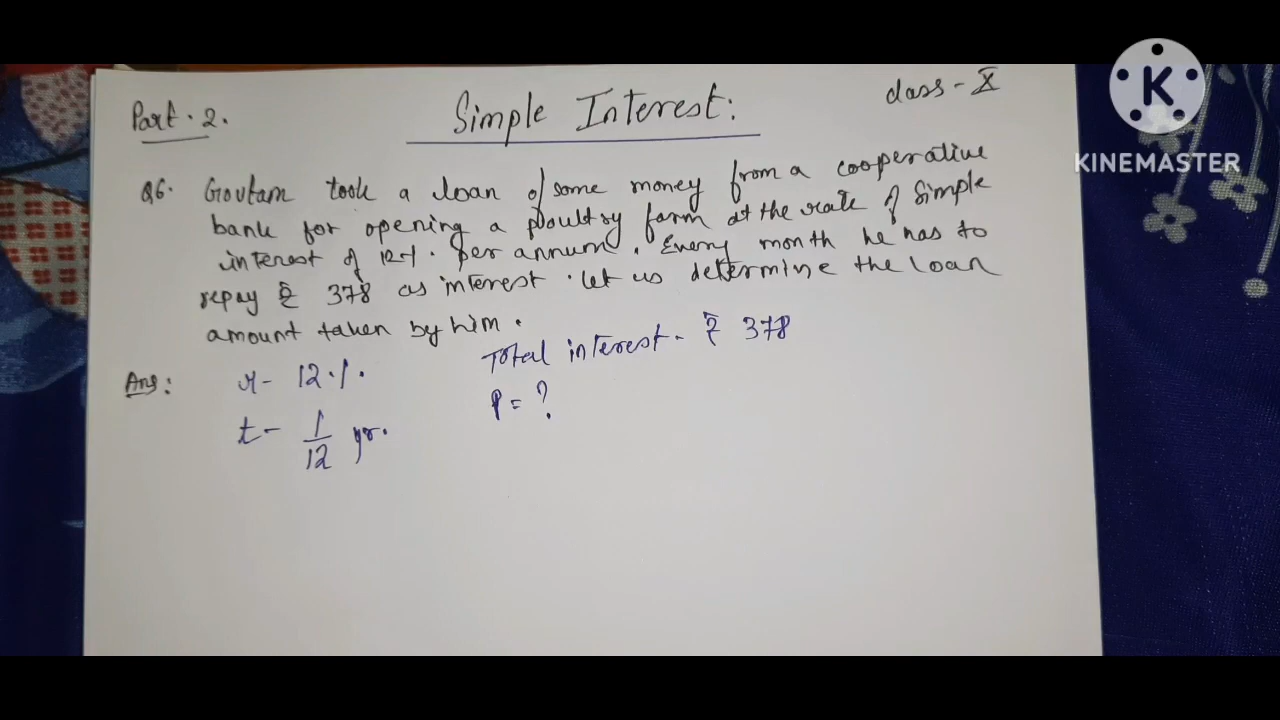 Part. 2.
Simple Interest:
class - X
K
KINEMASTER
Q6. Goutam took a loan of some money from a cooperative
bank for opening a poultry farm at the rate of simple
interest of 12% per annum. Every month he has to
repay ₹ 378 as interest. let us determine the loan
amount taken by him.
Ans: r - 12%. Total interest - ₹ 378
t - 1/12 yr. P = ?